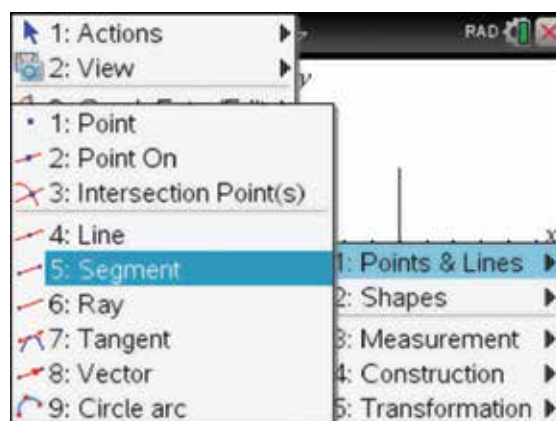 1: Actions
RAD
2: View
y
1: Point
2: Point On
3: Intersection Point(s)
4: Line
x
5: Segment
1: Points & Lines
6: Ray
2: Shapes
7: Tangent
3: Measurement
8: Vector
4: Construction
9: Circle arc
5: Transformation